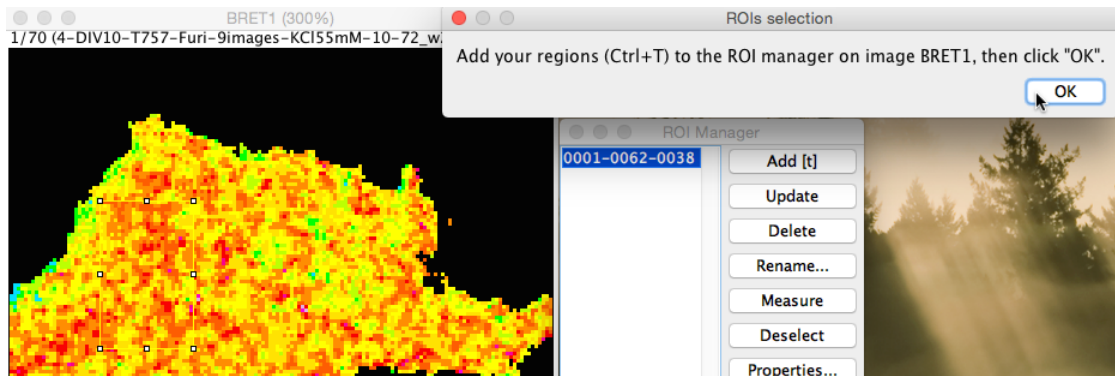 BRET1 (300%)
1/70 (4-DIV10-T757-Furi-9images-KCl55mM-10-72_w
ROIs selection
Add your regions (Ctrl+T) to the ROI manager on image BRET1, then click "OK".
OK
ROI Manager
0001-0062-0038
Add [t]
Update
Delete
Rename...
Measure
Deselect
Properties...